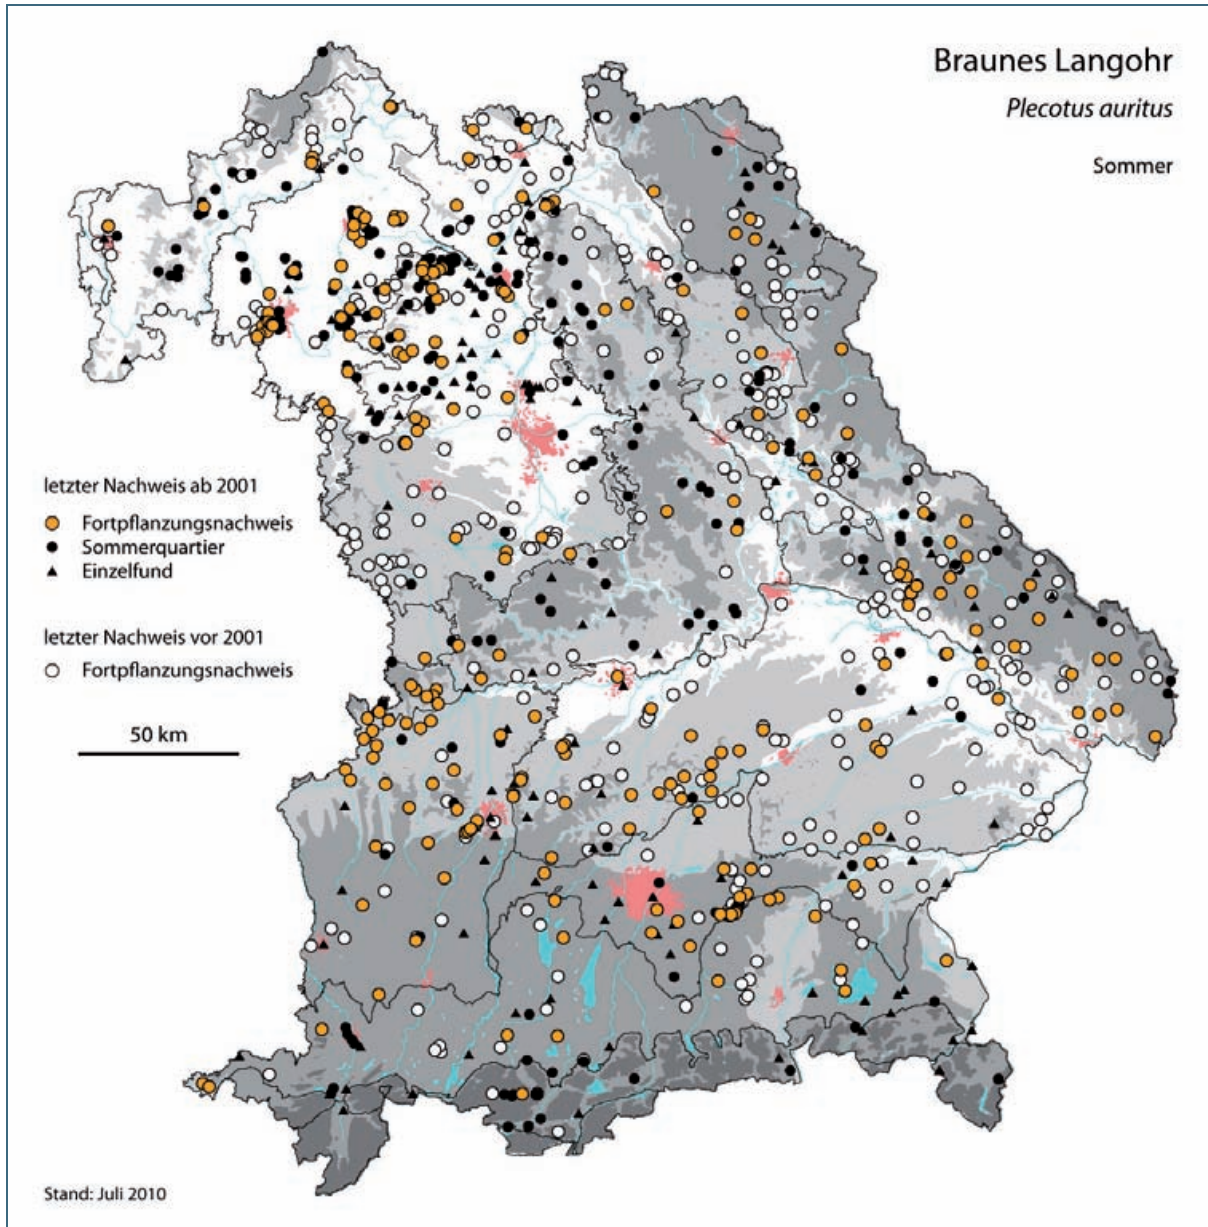 Braunes Langohr
Plecotus auritus
Sommer
letzter Nachweis ab 2001
Fortpflanzungsnachweis
Sommerquartier
Einzelfund
letzter Nachweis vor 2001
Fortpflanzungsnachweis
50 km
Stand: Juli 2010